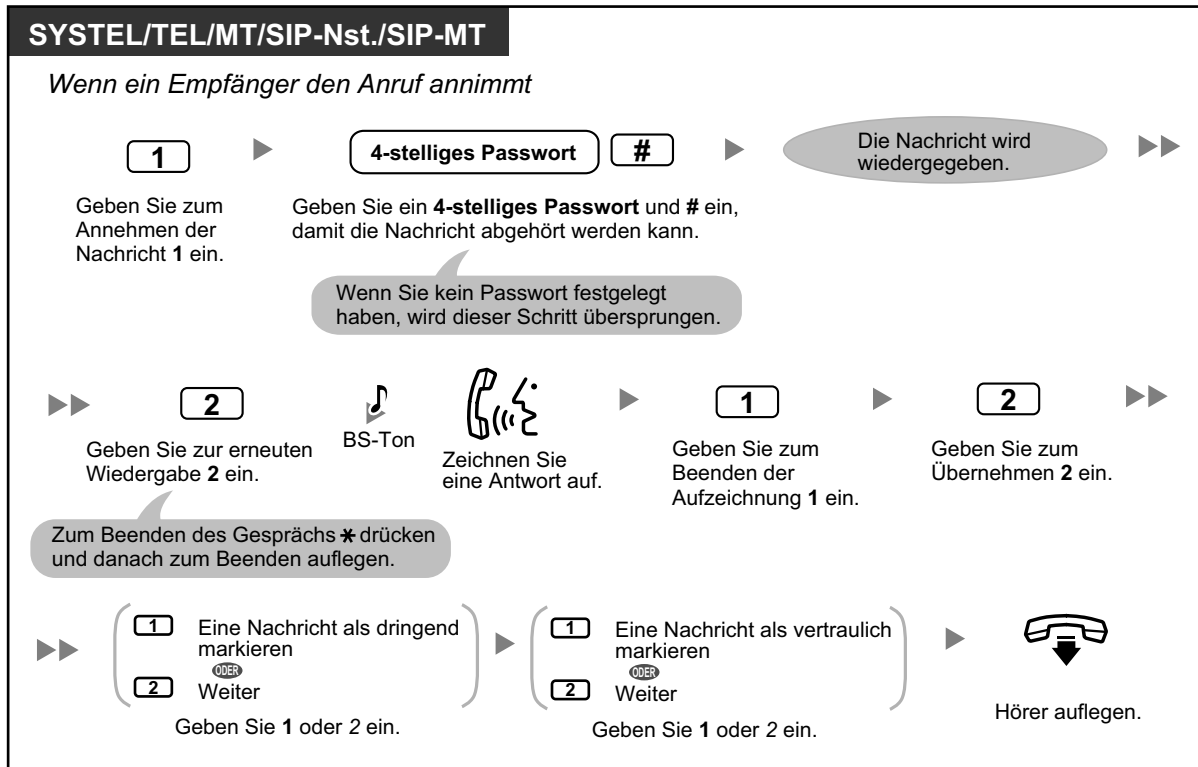 SYSTEL/TEL/MT/SIP-Nst./SIP-MT
Wenn ein Empfänger den Anruf annimmt
1
4-stelliges Passwort
#
Die Nachricht wird
wiedergegeben.
Geben Sie zum
Annehmen der
Nachricht 1 ein.
Geben Sie ein 4-stelliges Passwort und # ein,
damit die Nachricht abgehört werden kann.
Wenn Sie kein Passwort festgelegt
haben, wird dieser Schritt übersprungen.
2
Geben Sie zur erneuten
Wiedergabe 2 ein.
BS-Ton
Zeichnen Sie
eine Antwort auf.
1
Geben Sie zum
Beenden der
Aufzeichnung 1 ein.
2
Geben Sie zum
Übernehmen 2 ein.
Zum Beenden des Gesprächs * drücken
und danach zum Beenden auflegen.
1 Eine Nachricht als dringend
markieren
ODER
2 Weiter
Geben Sie 1 oder 2 ein.
1 Eine Nachricht als vertraulich
markieren
ODER
2 Weiter
Geben Sie 1 oder 2 ein.
Hörer auflegen.